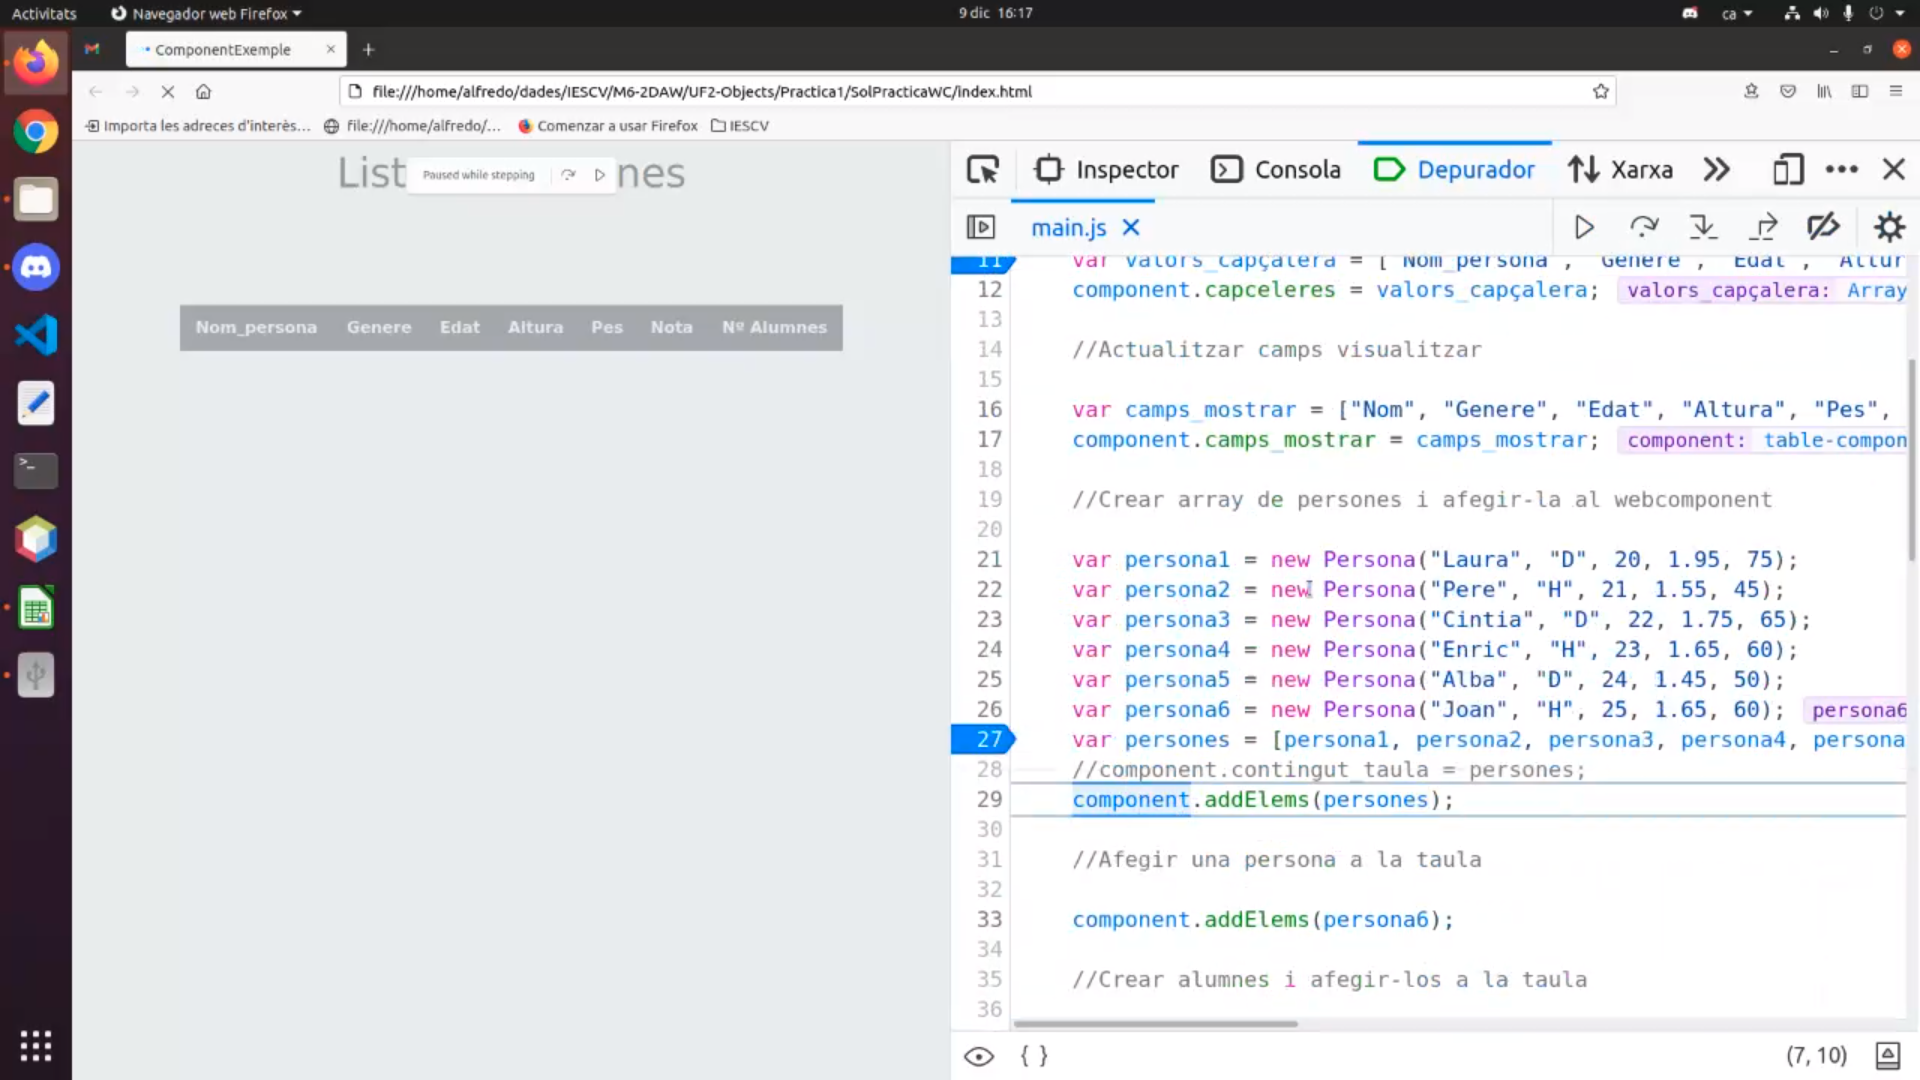 Activitats
Navegador web Firefox
9 dic 16:17
ca
ComponentExemple
file:///home/alfredo/dades/IESCV/M6-2DAW/UF2-Objects/Practica1/SolPracticaWC/index.html
Importa les adreces d'interès...
file:///home/alfredo/...
Comenzar a usar Firefox
IESCV
List
Paused while stepping
nes
Nom_persona Genere Edat Altura Pes Nota Nº Alumnes
Inspector
Consola
Depurador
Xarxa
main.js
11 var valors_capçalera = ["Nom_persona", "Genere", "Edat", "Altur
12 component.capceleres = valors_capçalera; valors_capçalera: Array
13
14 //Actualitzar camps visualitzar
15
16 var camps_mostrar = ["Nom", "Genere", "Edat", "Altura", "Pes",
17 component.camps_mostrar = camps_mostrar; component: table-compon
18
19 //Crear array de persones i afegir-la al webcomponent
20
21 var persona1 = new Persona("Laura", "D", 20, 1.95, 75);
22 var persona2 = new Persona("Pere", "H", 21, 1.55, 45);
23 var persona3 = new Persona("Cintia", "D", 22, 1.75, 65);
24 var persona4 = new Persona("Enric", "H", 23, 1.65, 60);
25 var persona5 = new Persona("Alba", "D", 24, 1.45, 50);
26 var persona6 = new Persona("Joan", "H", 25, 1.65, 60); persona6
27 var persones = [persona1, persona2, persona3, persona4, persona
28 //component.contingut_taula = persones;
29 component.addElems(persones);
30
31 //Afegir una persona a la taula
32
33 component.addElems(persona6);
34
35 //Crear alumnes i afegir-los a la taula
36
{ }
(7, 10)